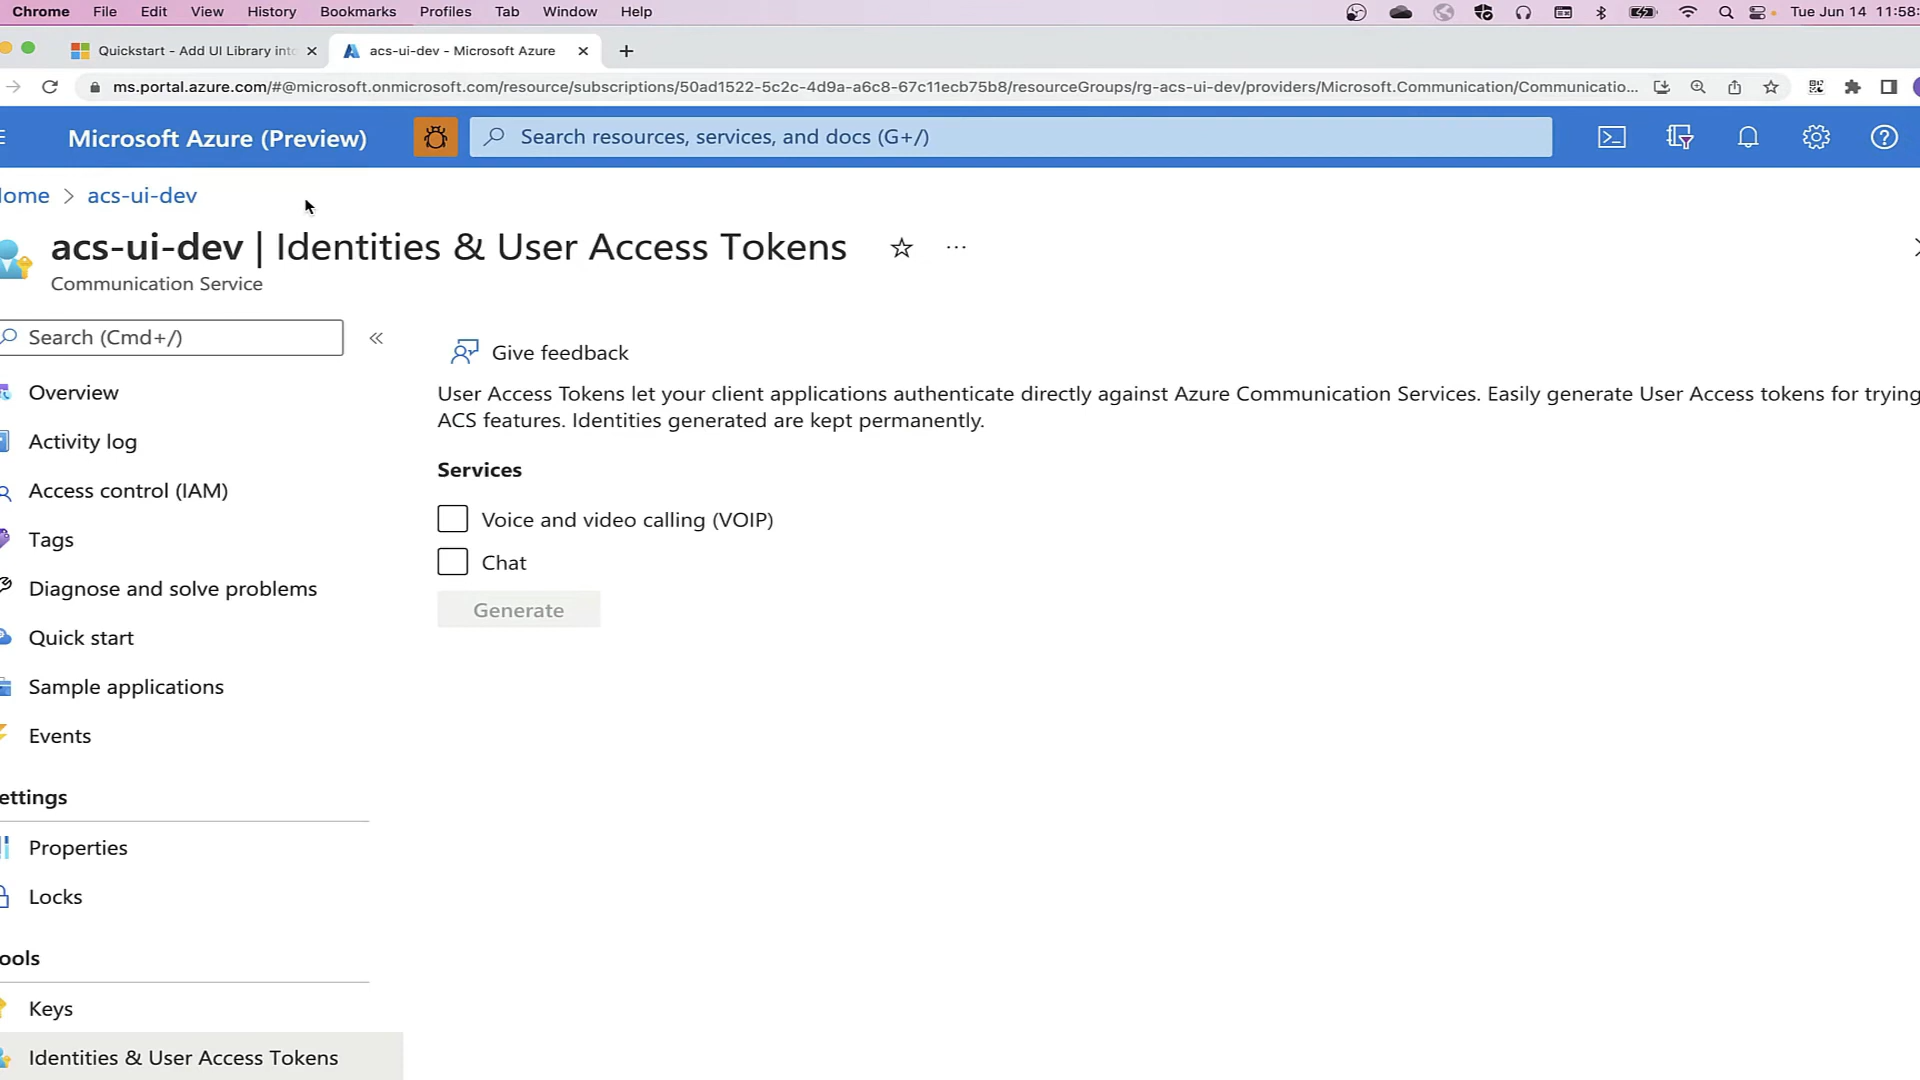 Chrome File Edit View History Bookmarks Profiles Tab Window Help Tue Jun 14 11:58:
Quickstart - Add UI Library into acs-ui-dev - Microsoft Azure
ms.portal.azure.com/#@microsoft.onmicrosoft.com/resource/subscriptions/50ad1522-5c2c-4d9a-a6c8-67c11ecb75b8/resourceGroups/rg-acs-ui-dev/providers/Microsoft.Communication/Communicatio...
Microsoft Azure (Preview) Search resources, services, and docs (G+/)
Home > acs-ui-dev
acs-ui-dev | Identities & User Access Tokens
Communication Service
Search (Cmd+/)
Give feedback
User Access Tokens let your client applications authenticate directly against Azure Communication Services. Easily generate User Access tokens for trying
ACS features. Identities generated are kept permanently.
Services
Voice and video calling (VOIP)
Chat
Generate
Overview
Activity log
Access control (IAM)
Tags
Diagnose and solve problems
Quick start
Sample applications
Events
ettings
Properties
Locks
ools
Keys
Identities & User Access Tokens